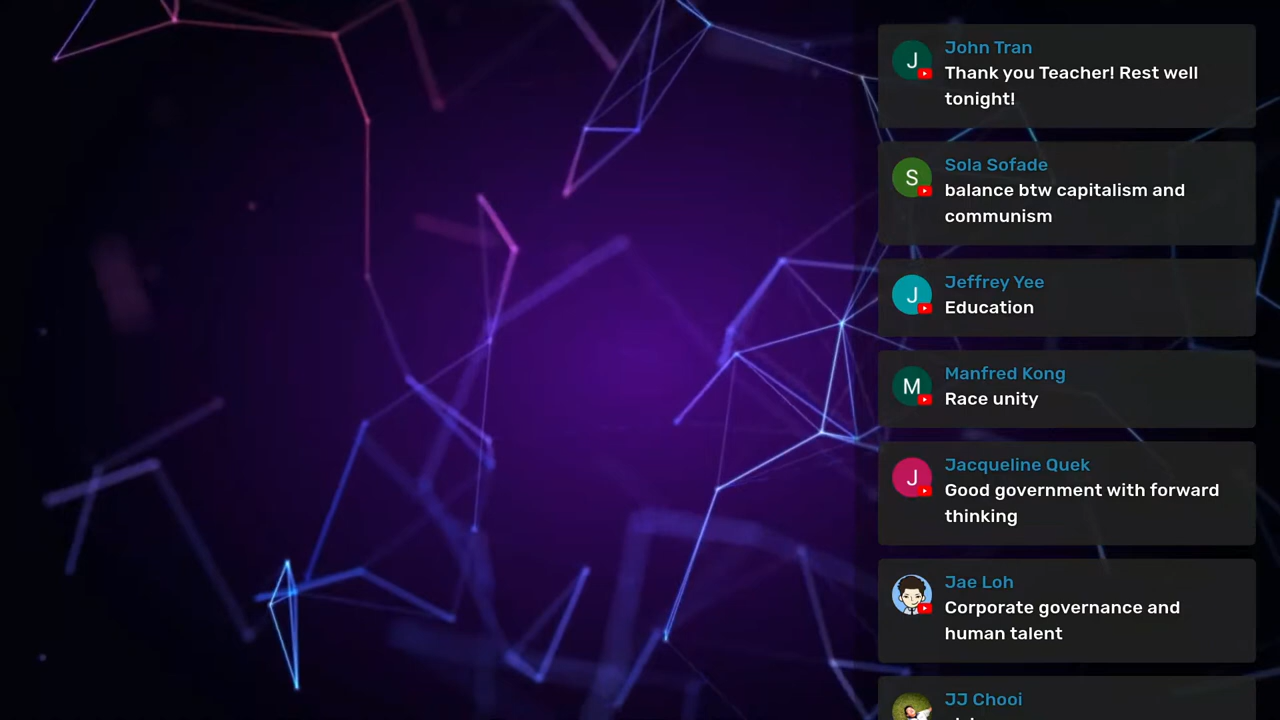 John Tran
Thank you Teacher! Rest well
tonight!
Sola Sofade
balance btw capitalism and
communism
Jeffrey Yee
Education
Manfred Kong
Race unity
Jacqueline Quek
Good government with forward
thinking
Jae Loh
Corporate governance and
human talent
JJ Chooi